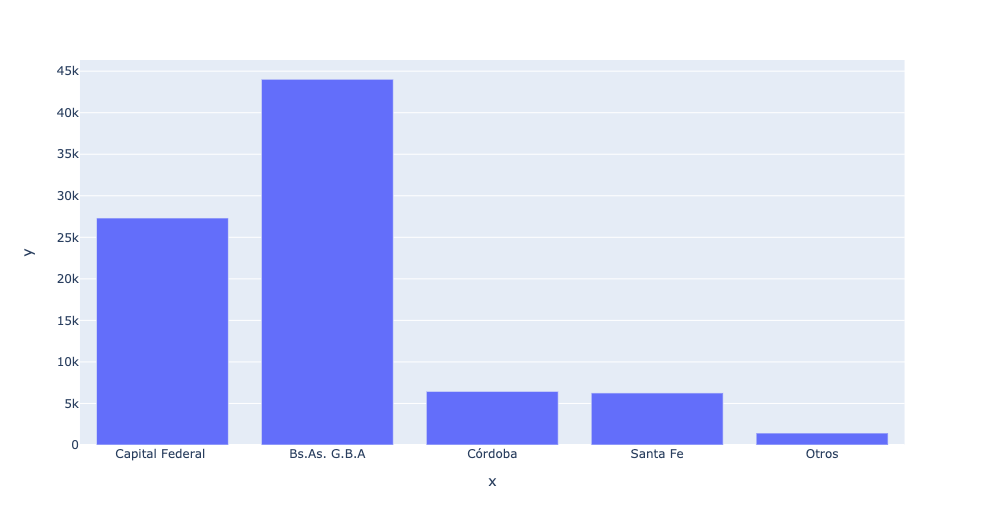 45k
40k
35k
30k
25k
20k
15k
10k
5k
0
y
Capital Federal
Bs.As. G.B.A
Córdoba
Santa Fe
Otros
x